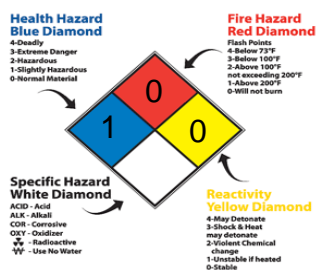 Health Hazard
Blue Diamond
4-Deadly
3-Extreme Danger
2-Hazardous
1-Slightly Hazardous
0-Normal Material
Fire Hazard
Red Diamond
Flash Points
4-Below 73°F
3-Below 100°F
2-Above 100°F
not exceeding 200°F
1-Above 200°F
0-Will not burn
0
1
0
Specific Hazard
White Diamond
ACID - Acid
ALK - Alkali
COR - Corrosive
OXY - Oxidizer
- Radioactive
W - Use No Water
Reactivity
Yellow Diamond
4-May Detonate
3-Shock & Heat
may detonate
2-Violent Chemical
change
1-Unstable if heated
0-Stable